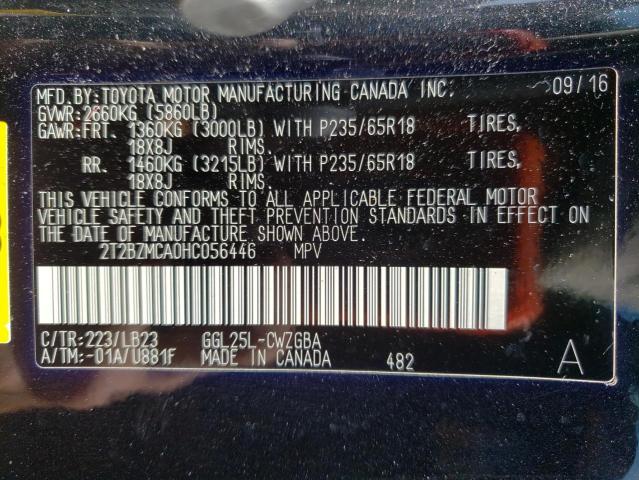 MFD.BY:TOYOTA MOTOR MANUFACTURING CANADA INC. 09/16
GVWR:2660KG (5860LB)
GAWR:FRT. 1360KG (3000LB) WITH P235/65R18 TIRES,
18X8J RIMS.
RR. 1460KG (3215LB) WITH P235/65R18 TIRES,
18X8J RIMS.
THIS VEHICLE CONFORMS TO ALL APPLICABLE FEDERAL MOTOR
VEHICLE SAFETY AND THEFT PREVENTION STANDARDS IN EFFECT ON
THE DATE OF MANUFACTURE SHOWN ABOVE.
2T2BZMCA0HC056446 MPV
C/TR:223/LB23 GGL25L-CWZGBA
A/TM:-01A/U881F MADE IN CANADA 482 A